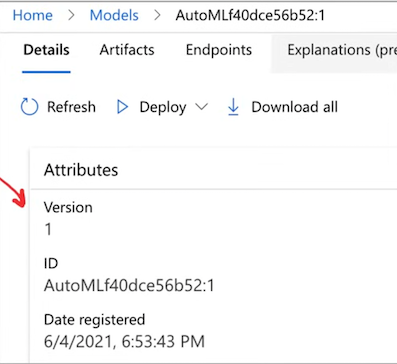 Home > Models > AutoMLf40dce56b52:1
Details Artifacts Endpoints Explanations (pre
Refresh Deploy Download all
Attributes
Version
1
ID
AutoMLf40dce56b52:1
Date registered
6/4/2021, 6:53:43 PM